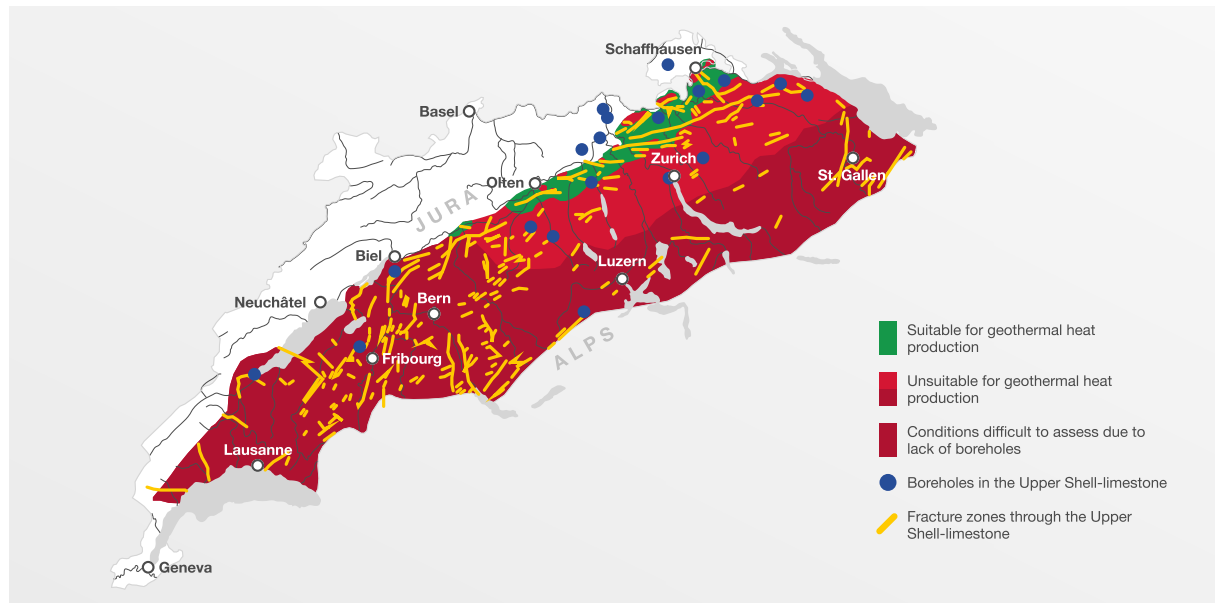 Schaffhausen
Basel
Zurich
St. Gallen
Olten
JURA
Biel
Luzern
Neuchâtel
Bern
ALPS
Fribourg
Lausanne
Geneva
Suitable for geothermal heat
production
Unsuitable for geothermal heat
production
Conditions difficult to assess due to
lack of boreholes
Boreholes in the Upper Shell-limestone
Fracture zones through the Upper
Shell-limestone